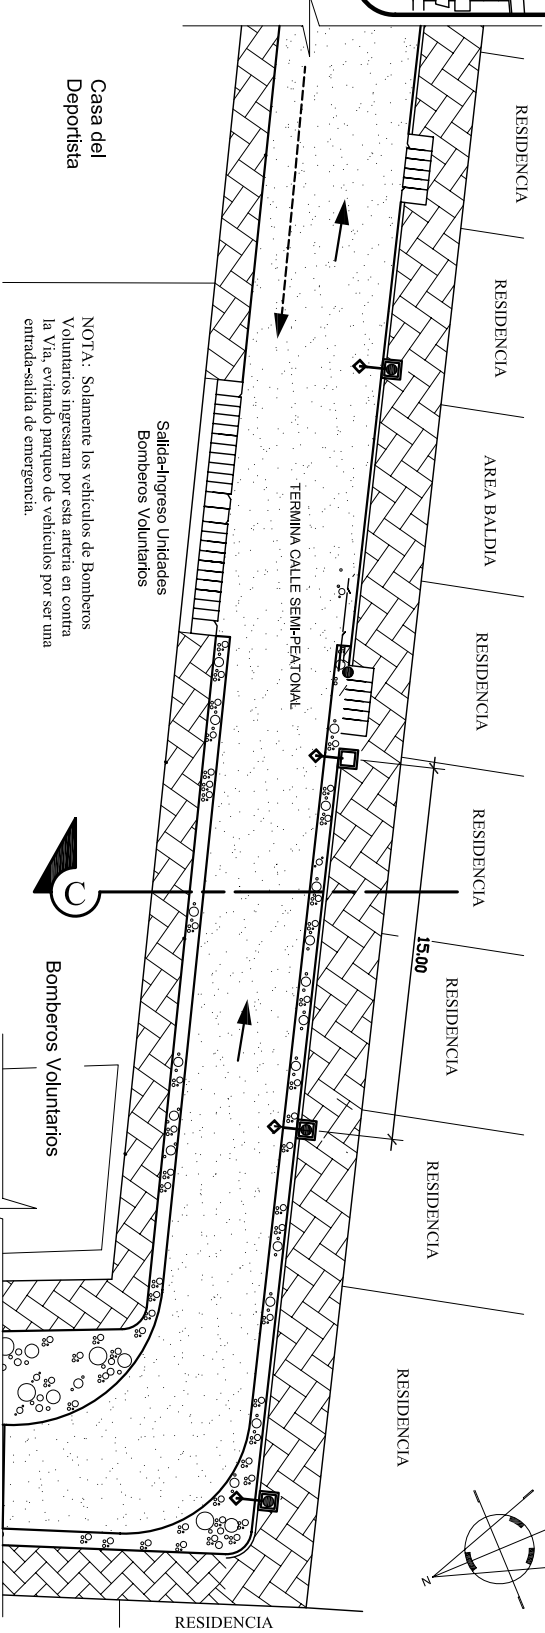 RESIDENCIA
Casa del
Deportista
RESIDENCIA
NOTA: Solamente los vehículos de Bomberos
Voluntarios ingresaran por esta arteria en contra
la Via, evitando parqueo de vehículos por ser una
entrada-salida de emergencia.
Salida-Ingreso Unidades
Bomberos Voluntarios
TERMINA CALLE SEMI-PEATONAL
AREA BALDIA
RESIDENCIA
RESIDENCIA
C
15.00
RESIDENCIA
Bomberos Voluntarios
RESIDENCIA
RESIDENCIA
N
RESIDENCIA